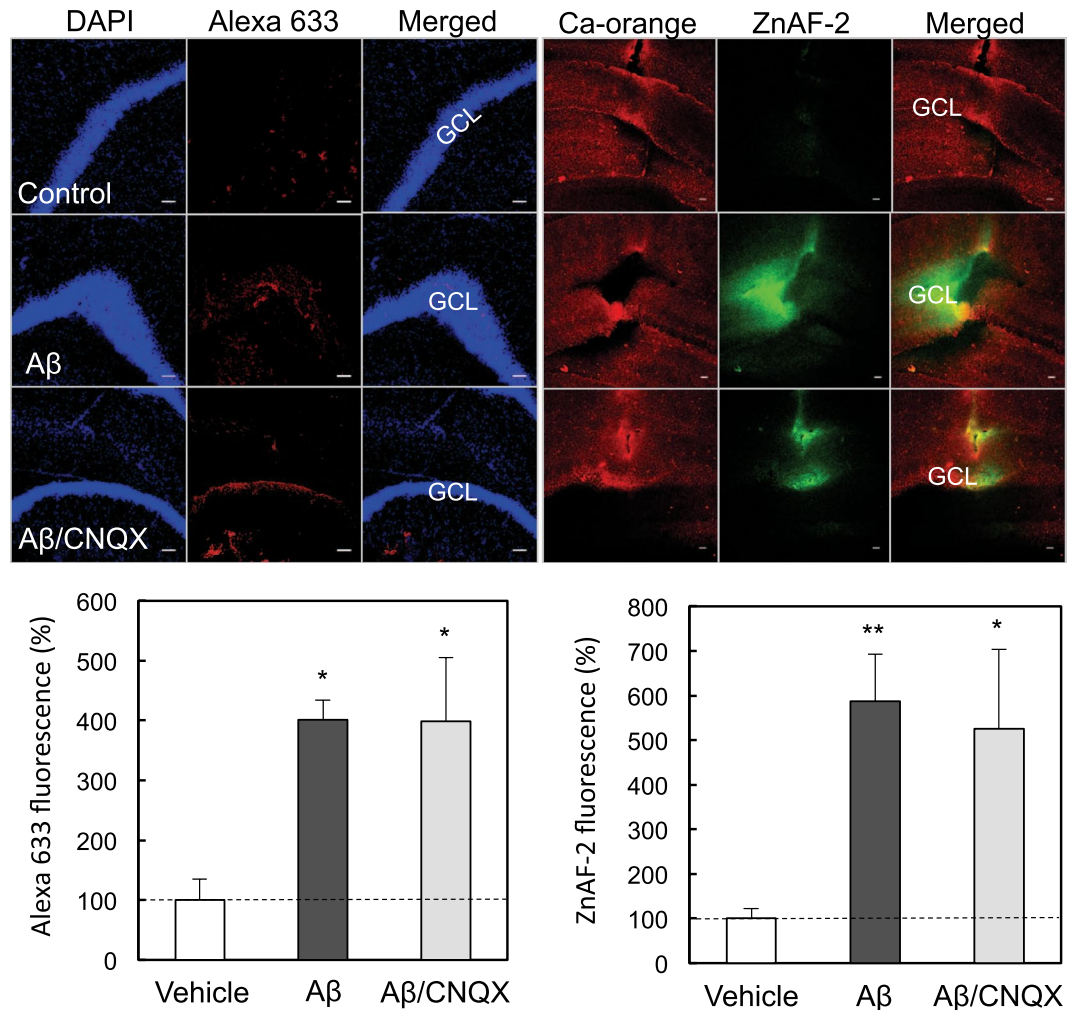 DAPI Alexa 633 Merged Ca-orange ZnAF-2 Merged
GCL
GCL
Control
GCL
GCL
Aβ
GCL
GCL
Aβ/CNQX
600
500
400
300
200
100
0
Alexa 633 fluorescence (%)
*
*
Vehicle Aβ Aβ/CNQX
800
700
600
500
400
300
200
100
0
ZnAF-2 fluorescence (%)
**
*
Vehicle Aβ Aβ/CNQX